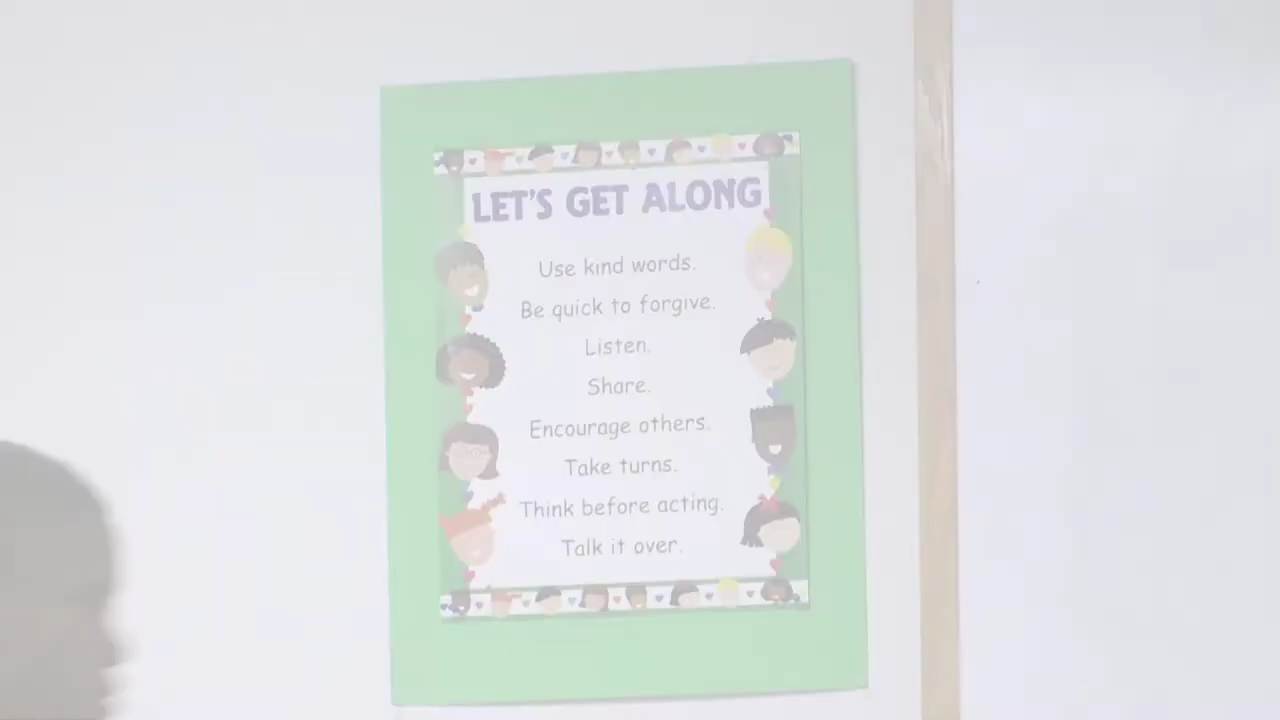 LET'S GET ALONG
Use kind words.
Be quick to forgive.
Listen.
Share.
Encourage others.
Take turns.
Think before acting.
Talk it over.